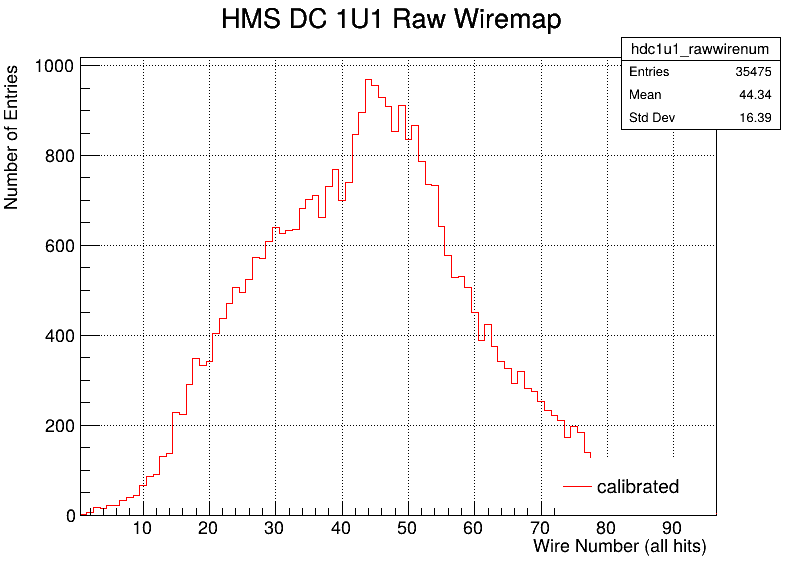 HMS DC 1U1 Raw Wiremap
hdc1u1_rawwirenum
Entries 35475
Mean 44.34
Std Dev 16.39
Number of Entries
1000
800
600
400
200
0
calibrated
10 20 30 40 50 60 70 80 90
Wire Number (all hits)